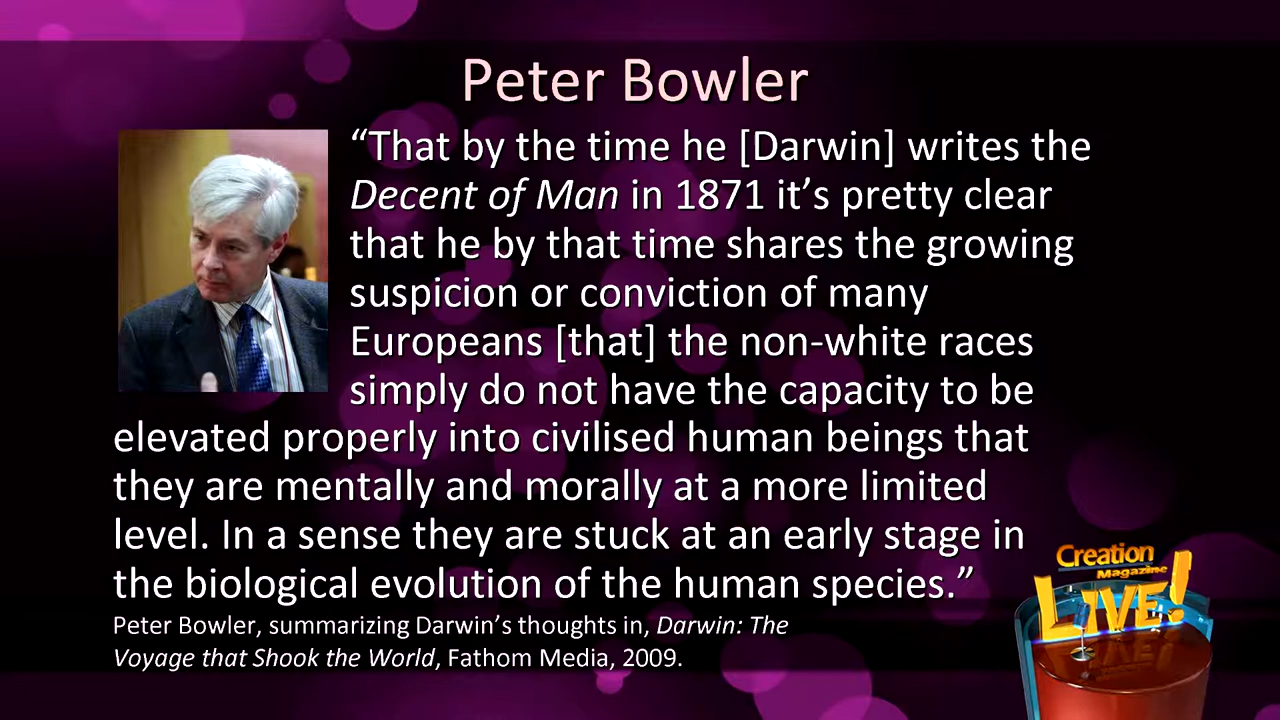 Peter Bowler
“That by the time he [Darwin] writes the
Decent of Man in 1871 it’s pretty clear
that he by that time shares the growing
suspicion or conviction of many
Europeans [that] the non-white races
simply do not have the capacity to be
elevated properly into civilised human beings that
they are mentally and morally at a more limited
level. In a sense they are stuck at an early stage in
the biological evolution of the human species.”
Peter Bowler, summarizing Darwin’s thoughts in, Darwin: The
Voyage that Shook the World, Fathom Media, 2009.
Creation
Magazine
LIVE!